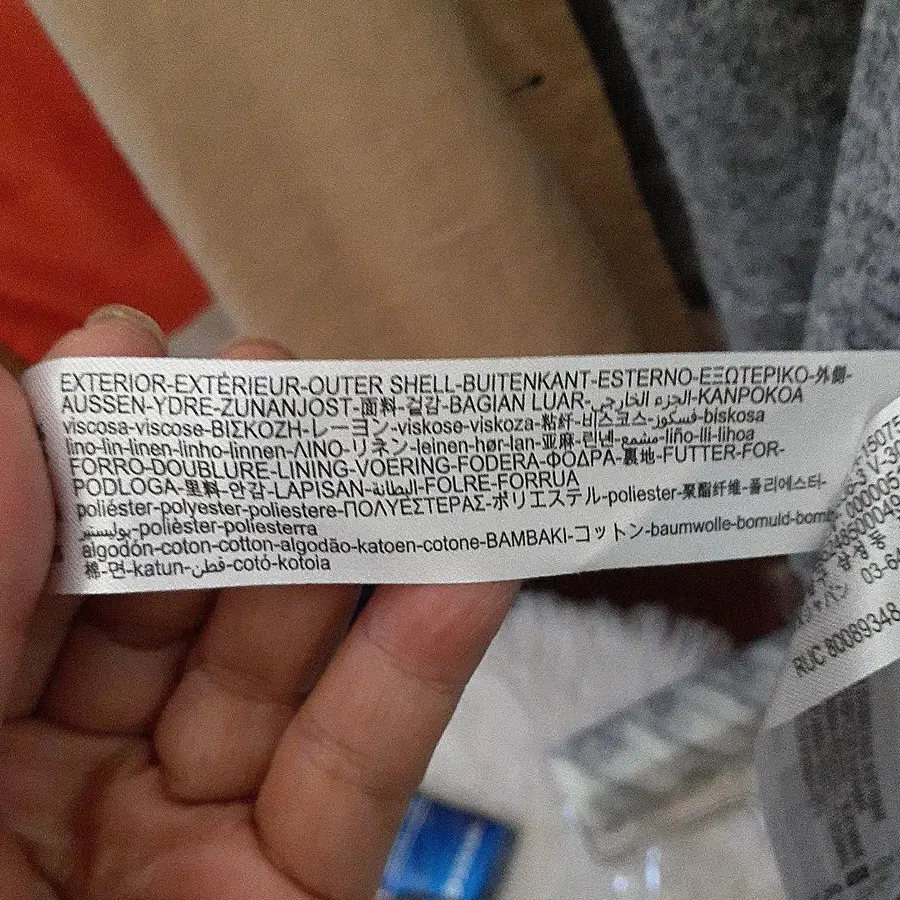 EXTERIOR-EXTÉRIEUR-OUTER SHELL-BUITENKANT-ESTERNO-ΕΞΩΤΕΡΙΚΟ-外側-
AUSSEN-YDRE-ZUNANJOST-面料-겉감-BAGIAN LUAR-الجزء الخارجي-KANPOKOA
viscosa-viscose-ΒΙΣΚΟΖΗ-レーヨン-viskose-viskoza-粘纤-비스코스-فسكوز-biskosa
lino-lin-linen-linho-linnen-ΛΙΝΟ-リネン-leinen-hør-lan-亚麻-린넨-مشمع-liño-lli-lihoa
FORRO-DOUBLURE-LINING-VOERING-FODERA-ΦΟΔΡΑ-裏地-FUTTER-FOR-
PODLOGA-里料-안감-LAPISAN-البطانة-FOLRE-FORRUA
poliéster-polyester-poliestere-ΠΟΛΥΕΣΤΕΡΑΣ-ポリエステル-poliester-聚酯纤维-폴리에스터-
بوليستر-polièster-poliesterra
algodón-coton-cotton-algodão-katoen-cotone-ΒΑΜΒΑΚΙ-コットン-baumwolle-bomuld-bomb
棉-면-katun-قطن-cotó-kotoia
RUC 80089348